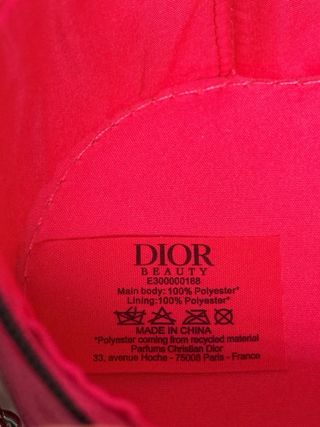 DIOR
BEAUTY
E300000168
Main body: 100% Polyester*
Lining: 100% Polyester*
MADE IN CHINA
*Polyester coming from recycled material
Parfums Christian Dior
33, avenue Hoche - 75008 Paris - France